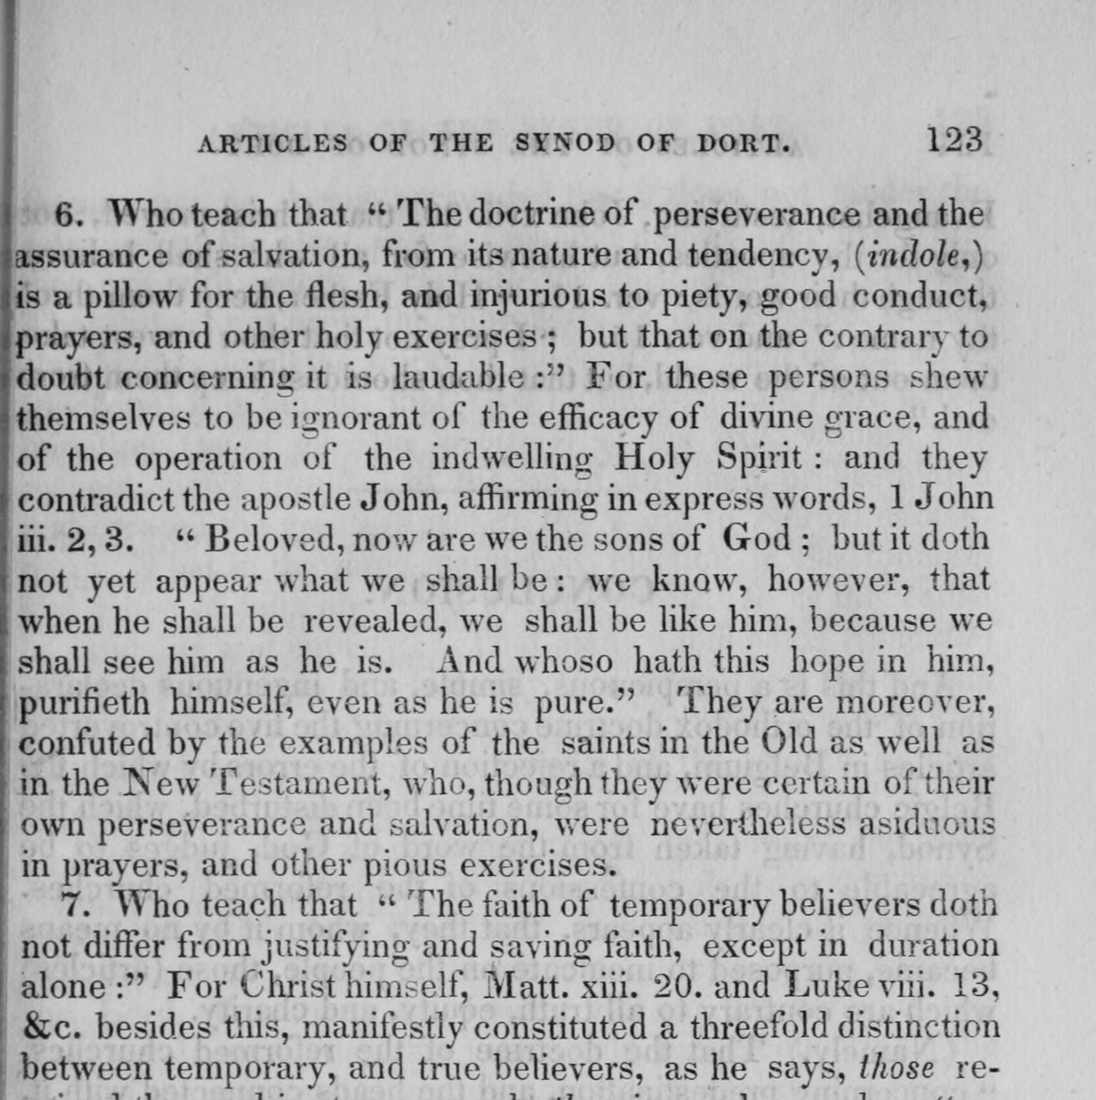 ARTICLES OF THE SYNOD OF DORT. 123
6. Who teach that “ The doctrine of perseverance and the
assurance of salvation, from its nature and tendency, (indole,)
is a pillow for the flesh, and injurious to piety, good conduct,
prayers, and other holy exercises ; but that on the contrary to
doubt concerning it is laudable :” For these persons shew
themselves to be ignorant of the efficacy of divine grace, and
of the operation of the indwelling Holy Spirit : and they
contradict the apostle John, affirming in express words, 1 John
iii. 2, 3. “ Beloved, now are we the sons of God ; but it doth
not yet appear what we shall be : we know, however, that
when he shall be revealed, we shall be like him, because we
shall see him as he is. And whoso hath this hope in him,
purifieth himself, even as he is pure.” They are moreover,
confuted by the examples of the saints in the Old as well as
in the New Testament, who, though they were certain of their
own perseverance and salvation, were nevertheless asiduous
in prayers, and other pious exercises.
7. Who teach that “ The faith of temporary believers doth
not differ from justifying and saving faith, except in duration
alone :” For Christ himself, Matt. xiii. 20. and Luke viii. 13,
&c. besides this, manifestly constituted a threefold distinction
between temporary, and true believers, as he says, those re-